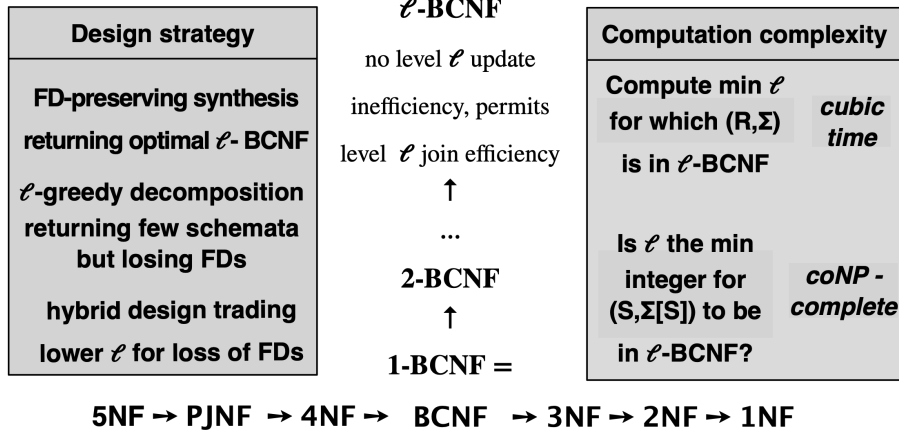 Design strategy
FD-preserving synthesis
returning optimal ℓ- BCNF
ℓ-greedy decomposition
returning few schemata
but losing FDs
hybrid design trading
lower ℓ for loss of FDs
ℓ-BCNF
no level ℓ update
inefficiency, permits
level ℓ join efficiency
↑
...
2-BCNF
↑
1-BCNF =
Computation complexity
Compute min ℓ
for which (R,Σ)
is in ℓ-BCNF
cubic
time
Is ℓ the min
integer for
(S,Σ[S]) to be
in ℓ-BCNF?
coNP -
complete
5NF → PJNF → 4NF → BCNF → 3NF → 2NF → 1NF